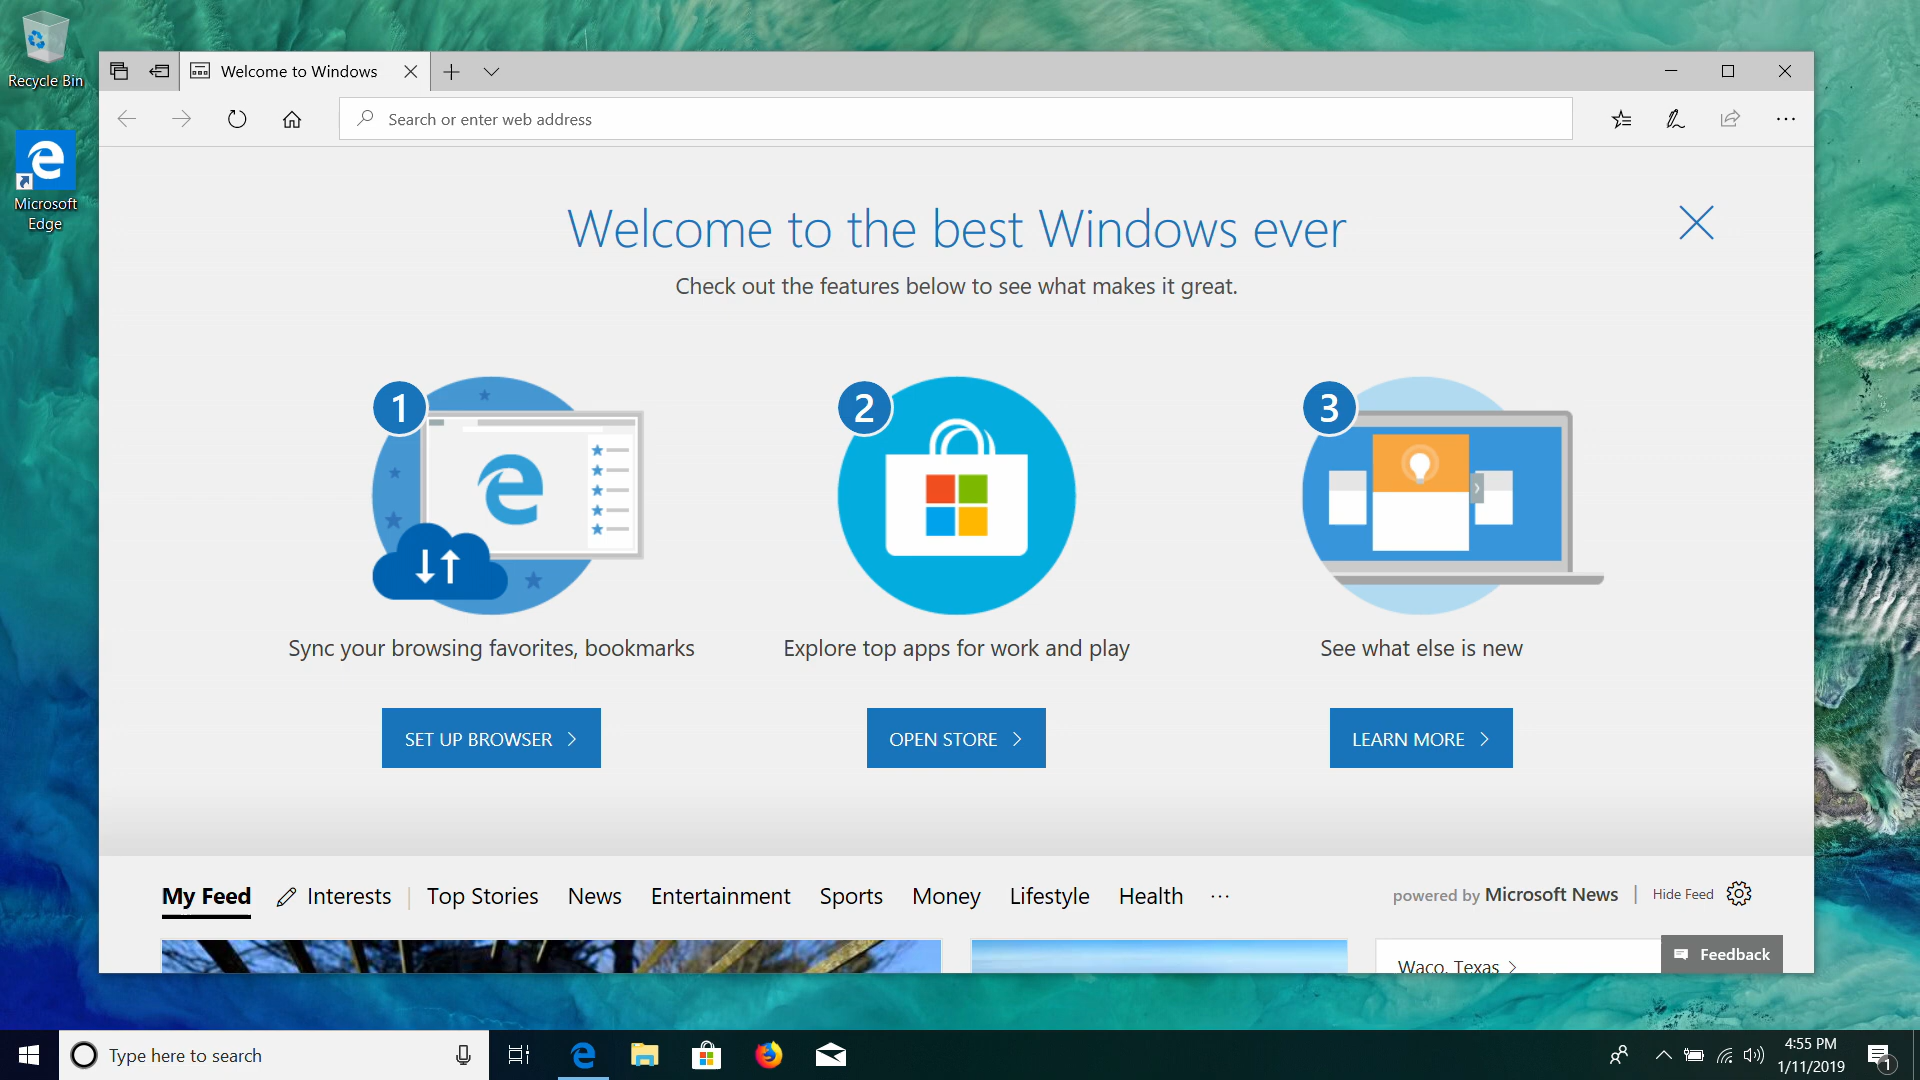 Recycle Bin
Microsoft
Edge
Welcome to Windows
Search or enter web address
Welcome to the best Windows ever
Check out the features below to see what makes it great.
1
2
3
Sync your browsing favorites, bookmarks
Explore top apps for work and play
See what else is new
SET UP BROWSER
OPEN STORE
LEARN MORE
My Feed Interests Top Stories News Entertainment Sports Money Lifestyle Health powered by Microsoft News Hide Feed
Waco, Texas
Feedback
Type here to search
4:55 PM
1/11/2019
1